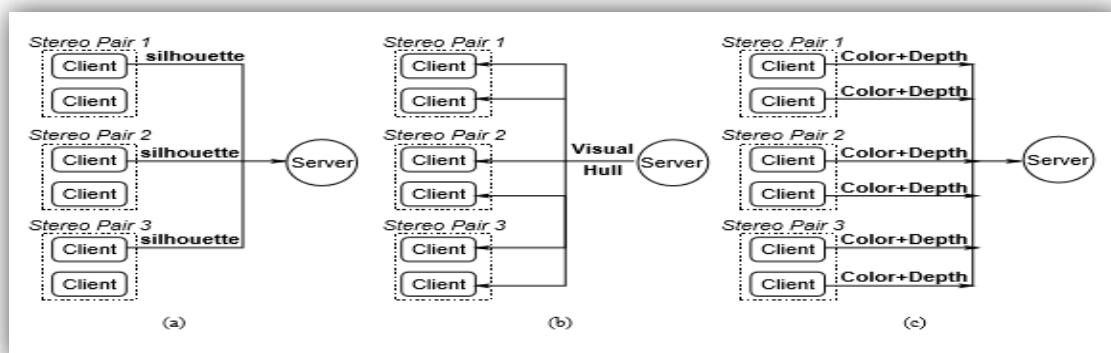 Stereo Pair 1
Client
silhouette
Client
Stereo Pair 2
Client
silhouette
Client
Stereo Pair 3
Client
silhouette
Client
Server
(a)
Stereo Pair 1
Client
Client
Stereo Pair 2
Client
Client
Stereo Pair 3
Client
Client
Visual
Hull
Server
(b)
Stereo Pair 1
Client
Color+Depth
Client
Color+Depth
Stereo Pair 2
Client
Color+Depth
Client
Color+Depth
Stereo Pair 3
Client
Color+Depth
Client
Color+Depth
Server
(c)